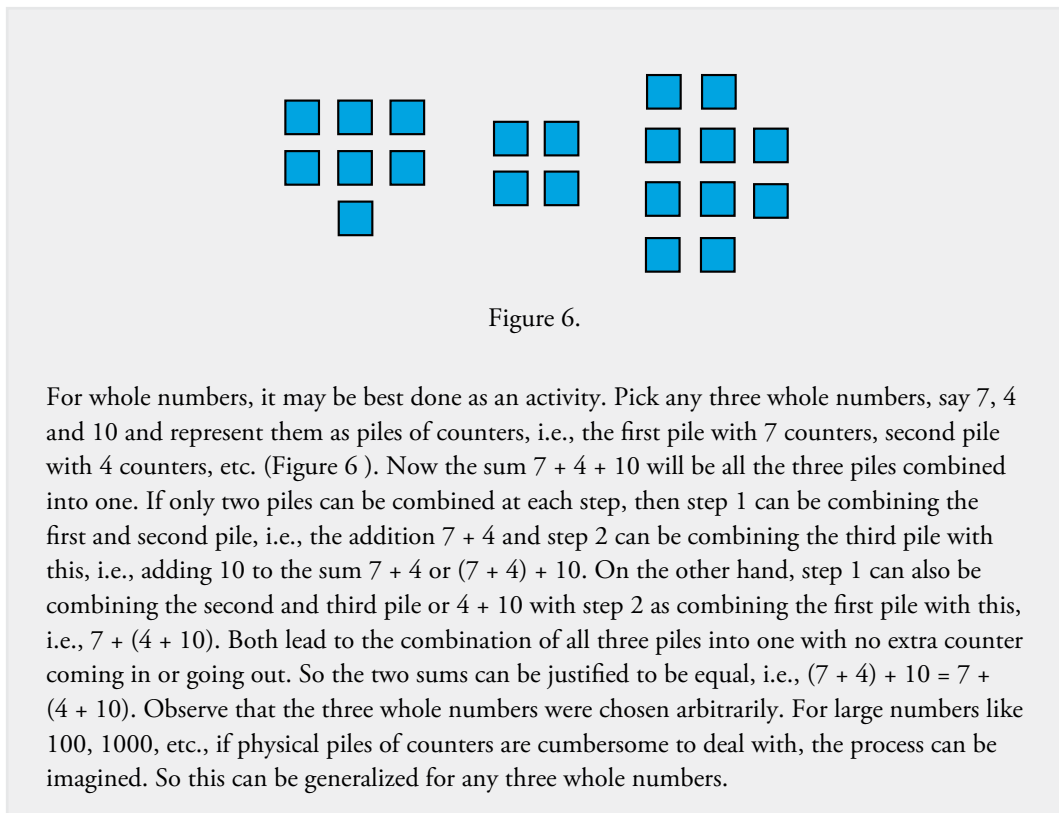 Figure 6.
For whole numbers, it may be best done as an activity. Pick any three whole numbers, say 7, 4
and 10 and represent them as piles of counters, i.e., the first pile with 7 counters, second pile
with 4 counters, etc. (Figure 6 ). Now the sum 7 + 4 + 10 will be all the three piles combined
into one. If only two piles can be combined at each step, then step 1 can be combining the
first and second pile, i.e., the addition 7 + 4 and step 2 can be combining the third pile with
this, i.e., adding 10 to the sum 7 + 4 or (7 + 4) + 10. On the other hand, step 1 can also be
combining the second and third pile or 4 + 10 with step 2 as combining the first pile with this,
i.e., 7 + (4 + 10). Both lead to the combination of all three piles into one with no extra counter
coming in or going out. So the two sums can be justified to be equal, i.e., (7 + 4) + 10 = 7 +
(4 + 10). Observe that the three whole numbers were chosen arbitrarily. For large numbers like
100, 1000, etc., if physical piles of counters are cumbersome to deal with, the process can be
imagined. So this can be generalized for any three whole numbers.